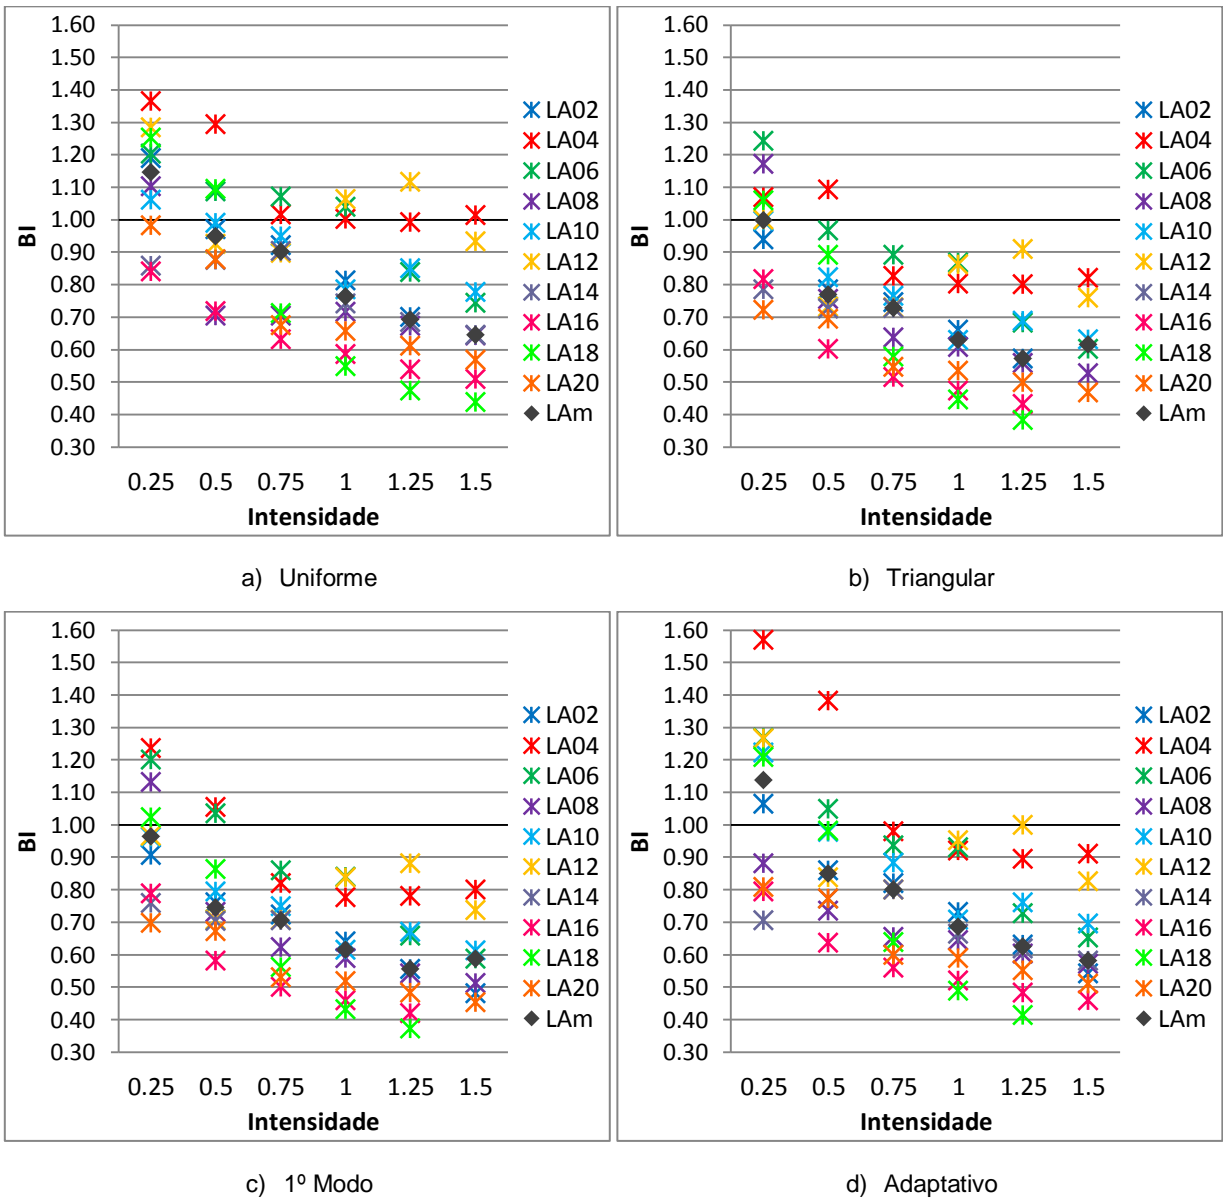 1.60
1.50
1.40
1.30
1.20
1.10
1.00
0.90
0.80
0.70
0.60
0.50
0.40
0.30
BI
0.25 0.5 0.75 1 1.25 1.5
Intensidade
LA02
LA04
LA06
LA08
LA10
LA12
LA14
LA16
LA18
LA20
LAm
a) Uniforme
1.60
1.50
1.40
1.30
1.20
1.10
1.00
0.90
0.80
0.70
0.60
0.50
0.40
0.30
BI
0.25 0.5 0.75 1 1.25 1.5
Intensidade
LA02
LA04
LA06
LA08
LA10
LA12
LA14
LA16
LA18
LA20
LAm
b) Triangular
1.60
1.50
1.40
1.30
1.20
1.10
1.00
0.90
0.80
0.70
0.60
0.50
0.40
0.30
BI
0.25 0.5 0.75 1 1.25 1.5
Intensidade
LA02
LA04
LA06
LA08
LA10
LA12
LA14
LA16
LA18
LA20
LAm
c) 1º Modo
1.60
1.50
1.40
1.30
1.20
1.10
1.00
0.90
0.80
0.70
0.60
0.50
0.40
0.30
BI
0.25 0.5 0.75 1 1.25 1.5
Intensidade
LA02
LA04
LA06
LA08
LA10
LA12
LA14
LA16
LA18
LA20
LAm
d) Adaptativo